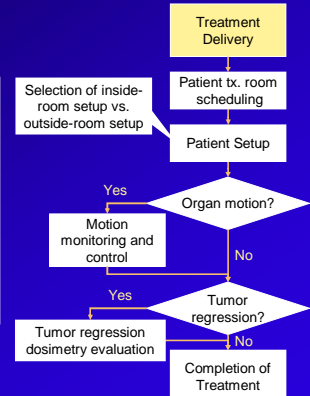 Treatment
Delivery
Selection of inside-
room setup vs.
outside-room setup
Patient tx. room
scheduling
Patient Setup
Yes
Organ motion?
Motion
monitoring and
control
No
Yes
Tumor
regression?
Tumor regression
dosimetry evaluation
No
Completion of
Treatment